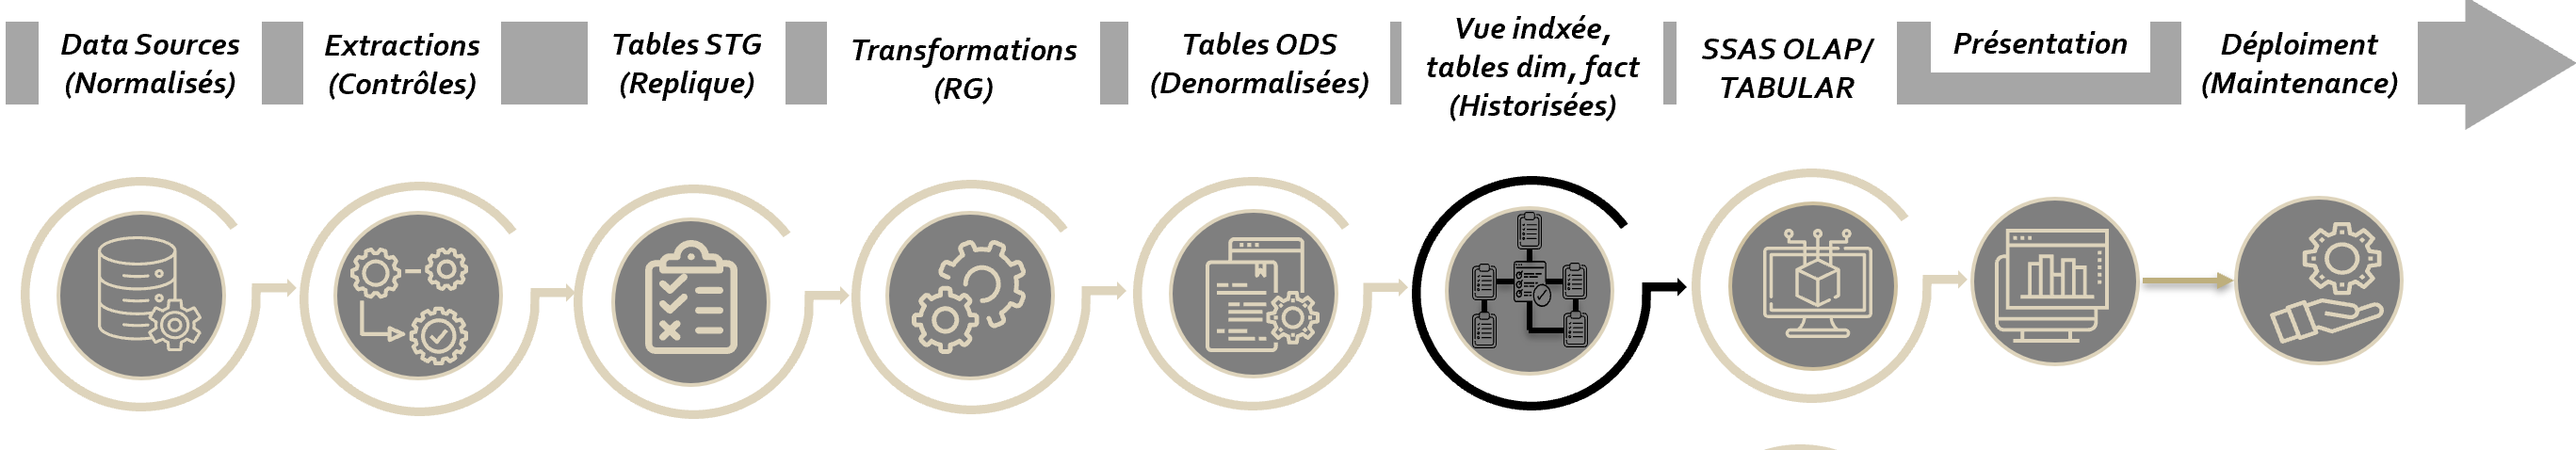 Data Sources
(Normalisés)
Extractions
(Contrôles)
Tables STG
(Replique)
Transformations
(RG)
Tables ODS
(Denormalisées)
Vue indxée,
tables dim, fact
(Historisées)
SSAS OLAP/
TABULAR
Présentation
Déploiment
(Maintenance)